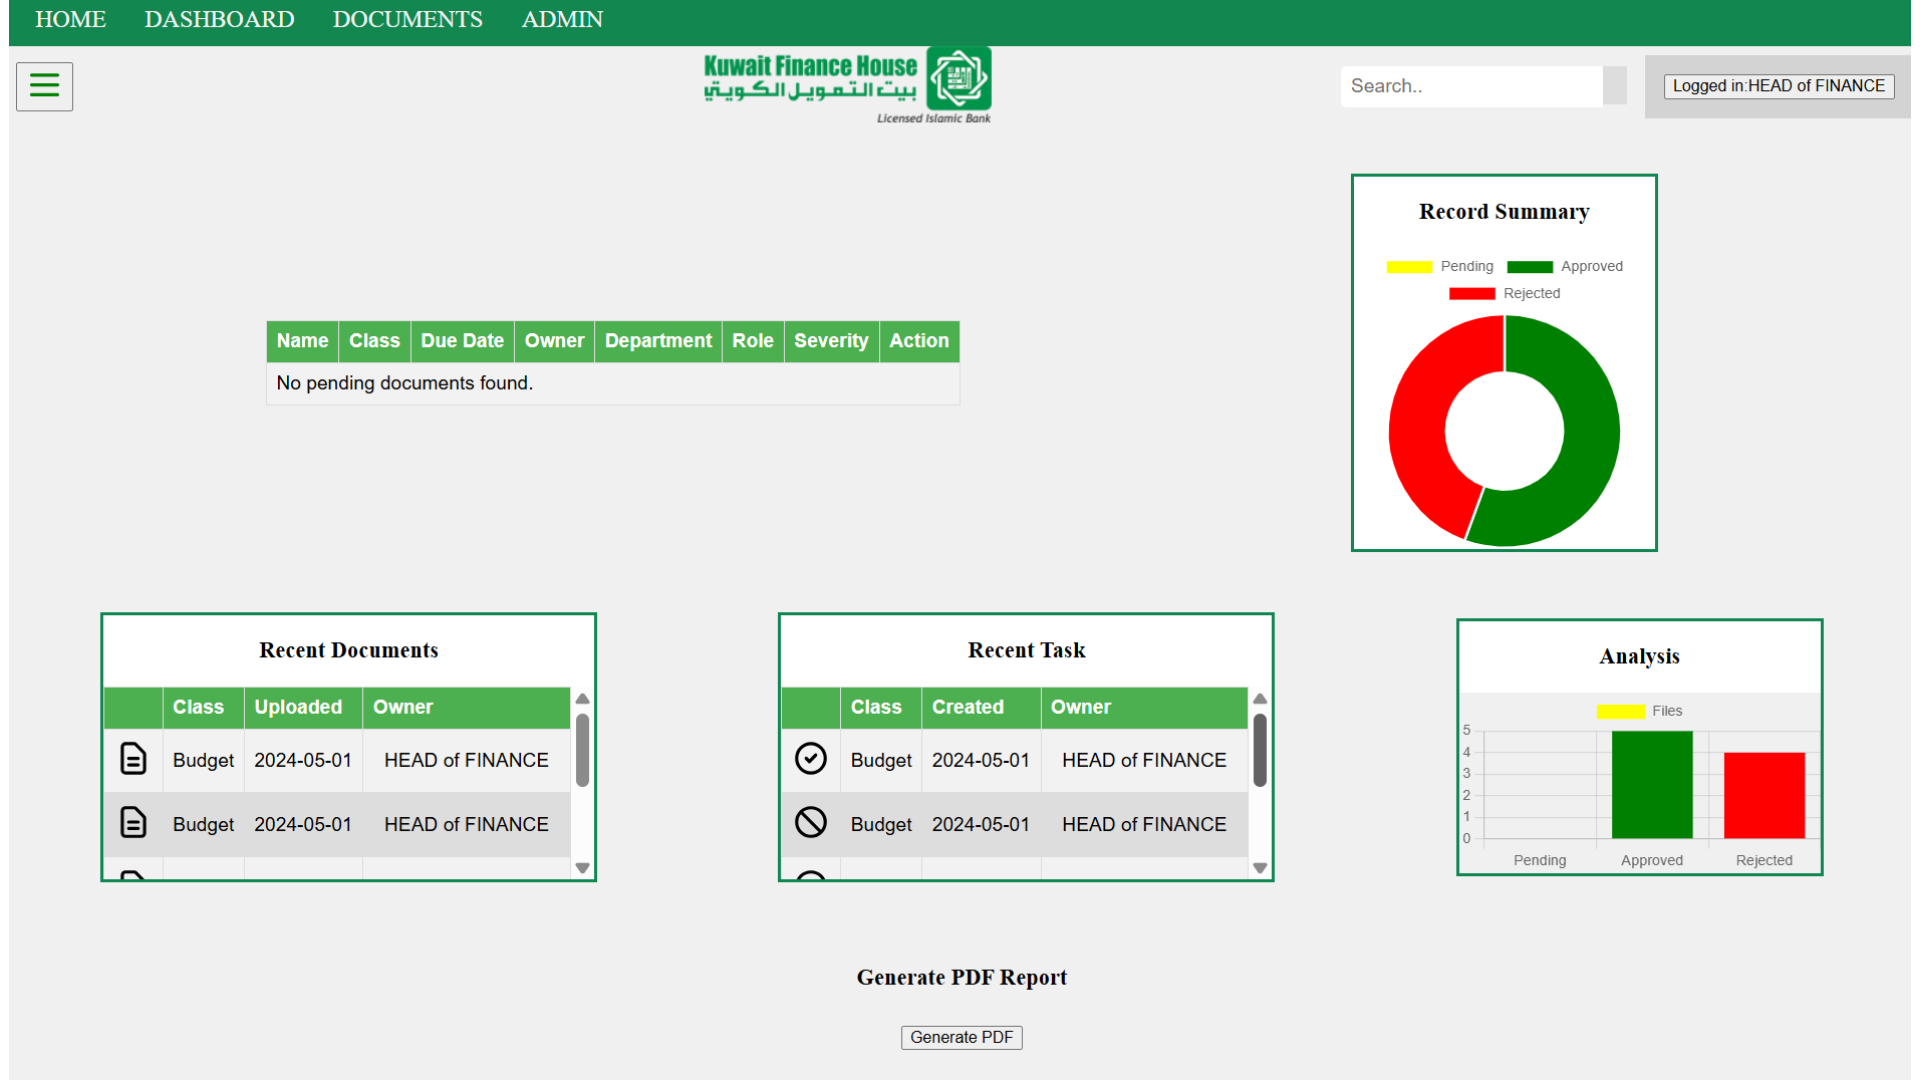 HOME DASHBOARD DOCUMENTS ADMIN
Kuwait Finance House
بيت التمويل الكويتي
Licensed Islamic Bank
Search..
Logged in:HEAD of FINANCE
Record Summary
Pending Approved
Rejected
Name Class Due Date Owner Department Role Severity Action
No pending documents found.
Recent Documents
Class Uploaded Owner
Budget 2024-05-01 HEAD of FINANCE
Budget 2024-05-01 HEAD of FINANCE
Recent Task
Class Created Owner
Budget 2024-05-01 HEAD of FINANCE
Budget 2024-05-01 HEAD of FINANCE
Analysis
Files
5
4
3
2
1
0
Pending Approved Rejected
Generate PDF Report
Generate PDF